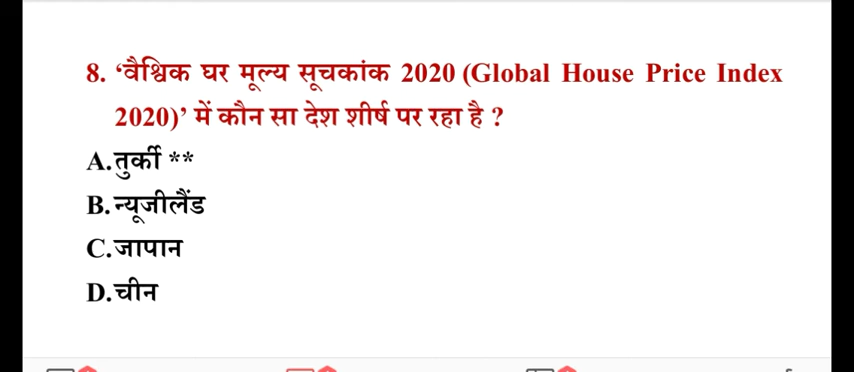 8. ‘वैश्विक घर मूल्य सूचकांक 2020 (Global House Price Index
2020)’ में कौन सा देश शीर्ष पर रहा है ?
A.तुर्की **
B.न्यूजीलैंड
C.जापान
D.चीन